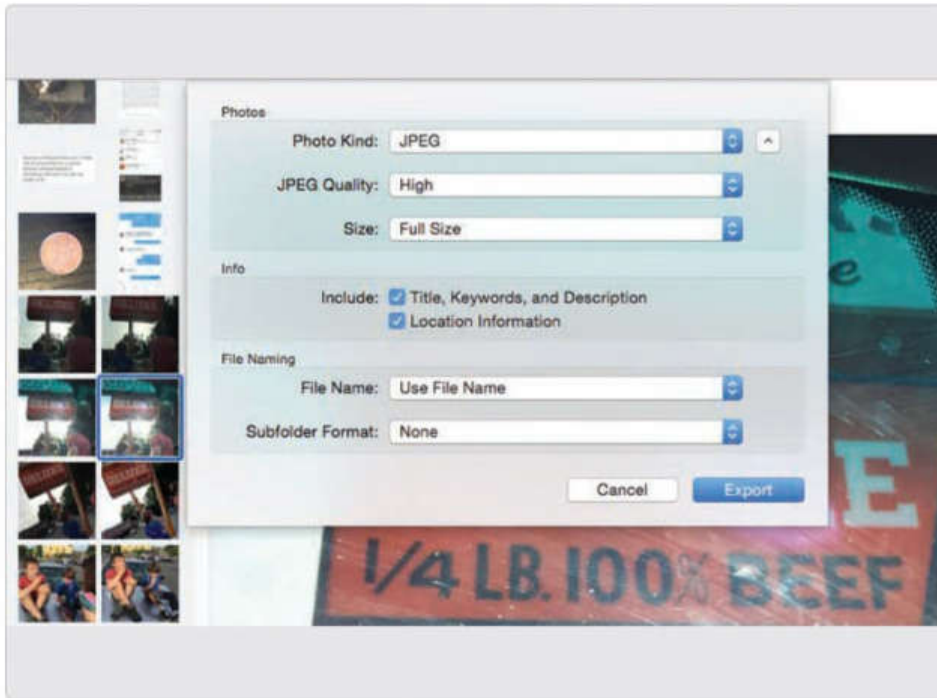 Photos
Photo Kind: JPEG
JPEG Quality: High
Size: Full Size
Info
Include: Title, Keywords, and Description
Location Information
File Naming
File Name: Use File Name
Subfolder Format: None
Cancel Export
E
1/4 LB. 100% BEEF